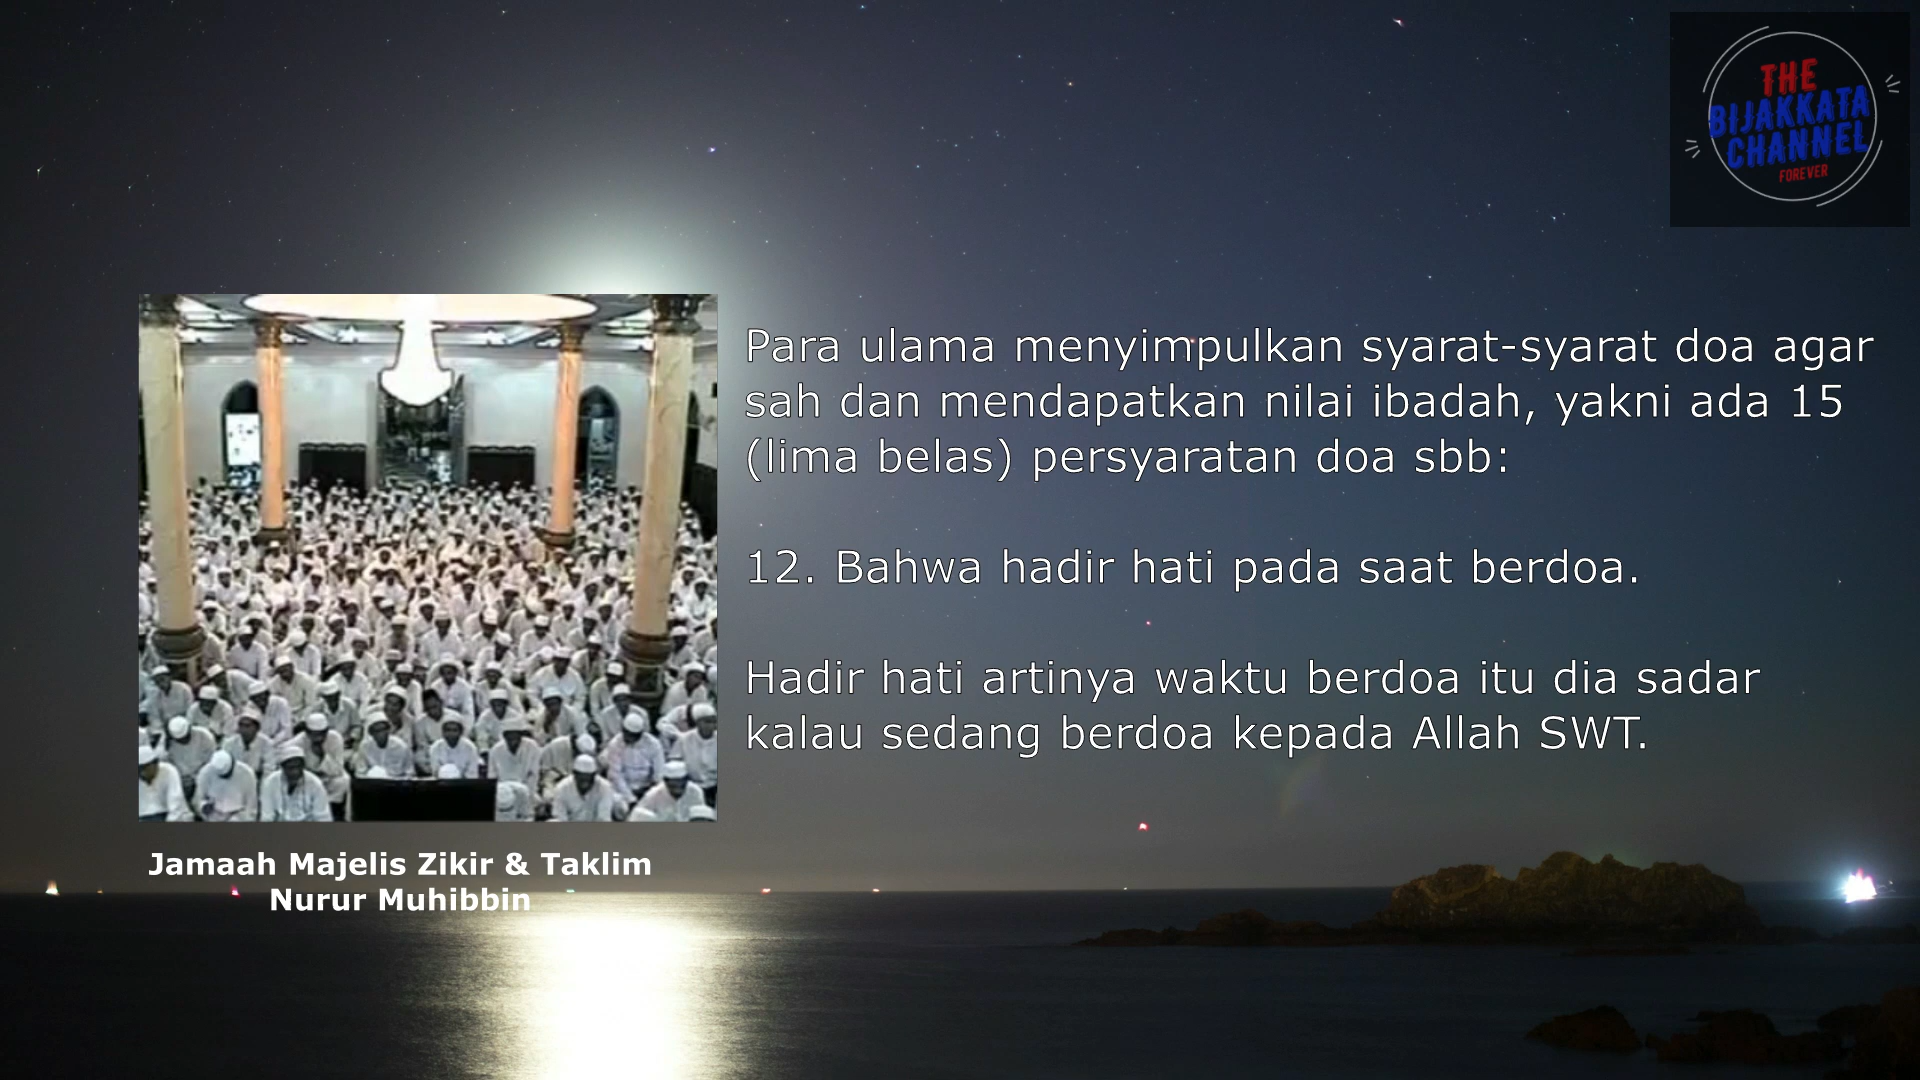 THE
BIJAKKATA
CHANNEL
FOREVER
Para ulama menyimpulkan syarat-syarat doa agar
sah dan mendapatkan nilai ibadah, yakni ada 15
(lima belas) persyaratan doa sbb:
12. Bahwa hadir hati pada saat berdoa.
Hadir hati artinya waktu berdoa itu dia sadar
kalau sedang berdoa kepada Allah SWT.
Jamaah Majelis Zikir & Taklim
Nurur Muhibbin